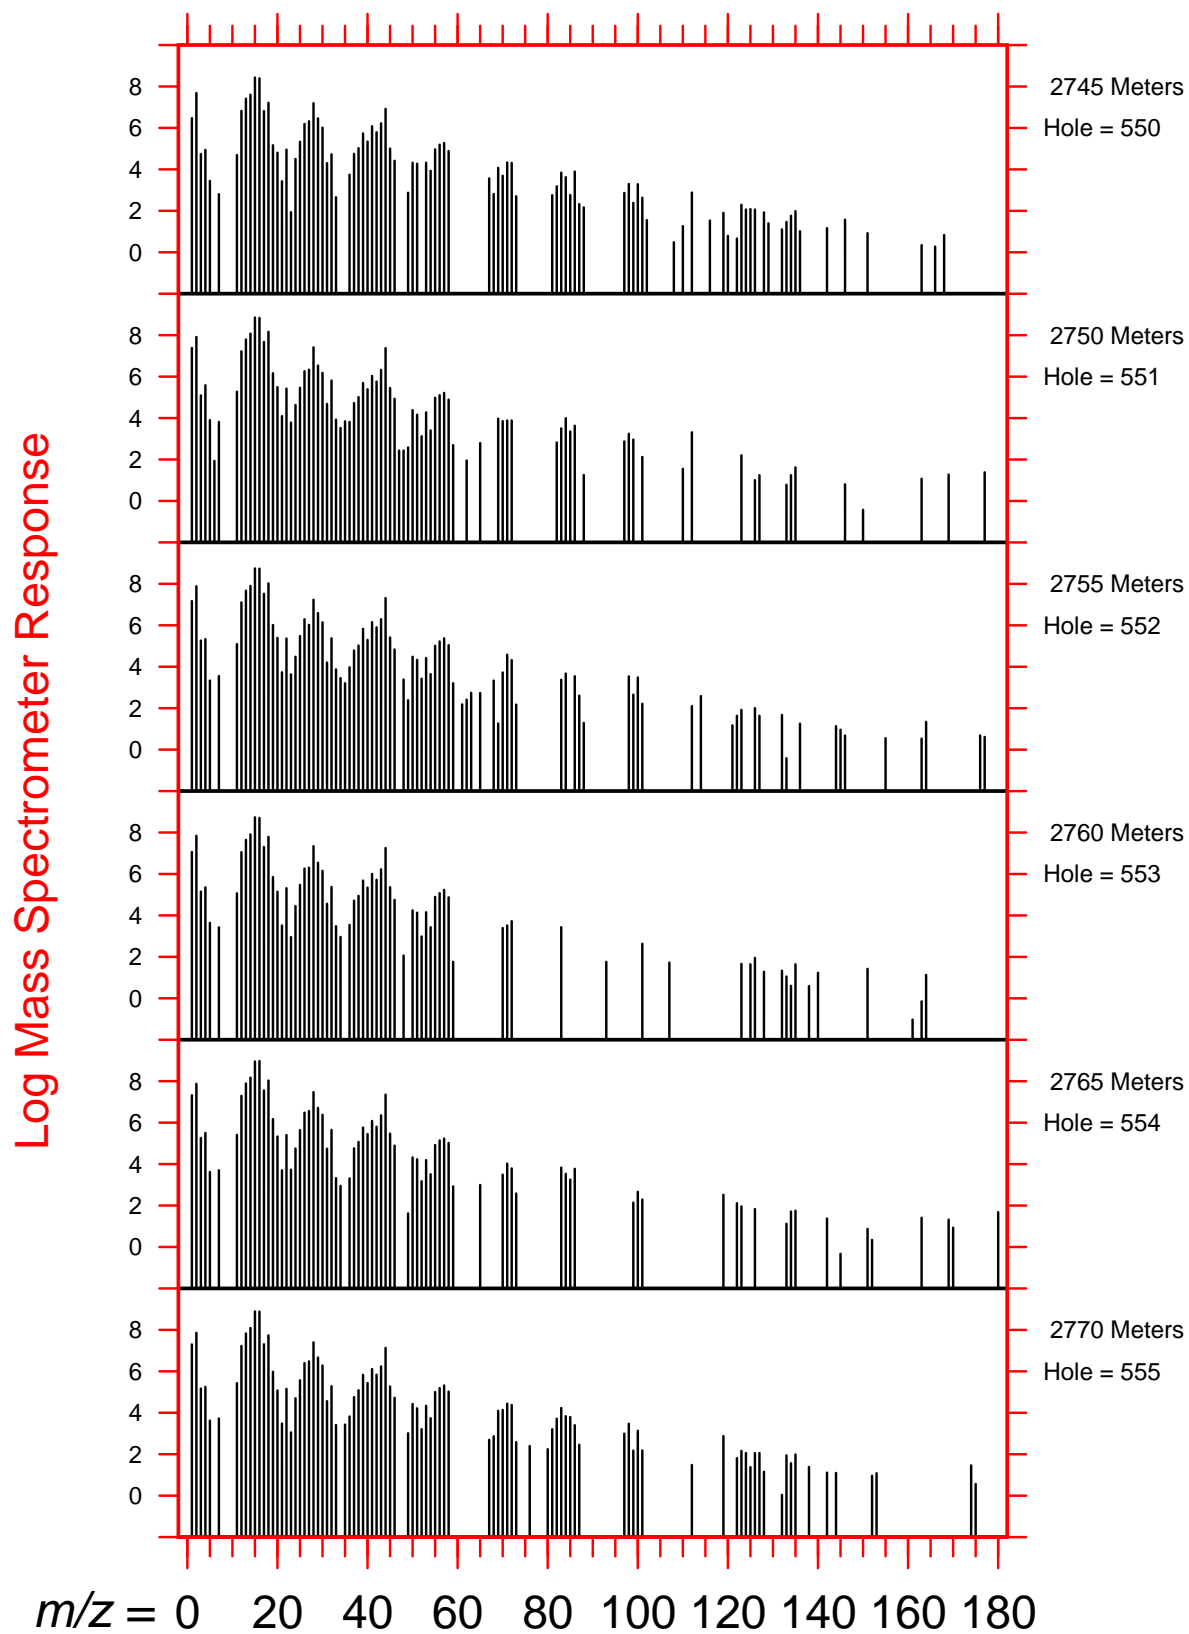 8
6
4
2
0
2745 Meters
Hole = 550
8
6
4
2
0
2750 Meters
Hole = 551
8
6
4
2
0
2755 Meters
Hole = 552
8
6
4
2
0
2760 Meters
Hole = 553
8
6
4
2
0
2765 Meters
Hole = 554
8
6
4
2
0
2770 Meters
Hole = 555
Log Mass Spectrometer Response
m/z = 0 20 40 60 80 100 120 140 160 180